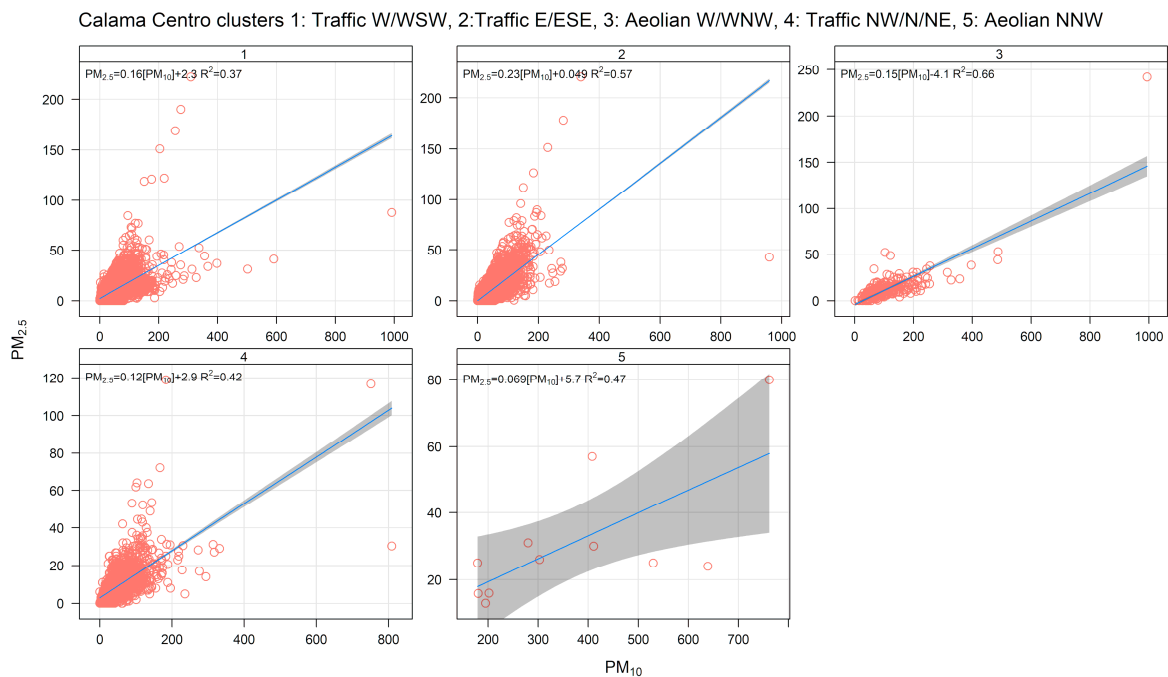 Calama Centro clusters 1: Traffic W/WSW, 2:Traffic E/ESE, 3: Aeolian W/WNW, 4: Traffic NW/N/NE, 5: Aeolian NNW
1
PM2.5=0.16[PM10]+2.3 R2=0.37
200
150
100
50
0
0 200 400 600 800 1000
2
PM2.5=0.23[PM10]+0.049 R2=0.57
200
150
100
50
0
0 200 400 600 800 1000
3
PM2.5=0.15[PM10]-4.1 R2=0.66
250
200
150
100
50
0
0 200 400 600 800 1000
PM2.5
4
PM2.5=0.12[PM10]+2.9 R2=0.42
120
100
80
60
40
20
0
0 200 400 600 800
5
PM2.5=0.069[PM10]+5.7 R2=0.47
80
60
40
20
200 300 400 500 600 700
PM10